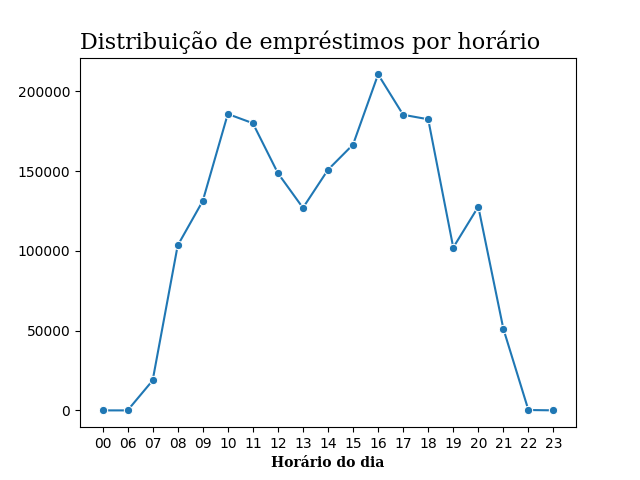 Distribuição de empréstimos por horário
200000
150000
100000
50000
0
00 06 07 08 09 10 11 12 13 14 15 16 17 18 19 20 21 22 23
Horário do dia